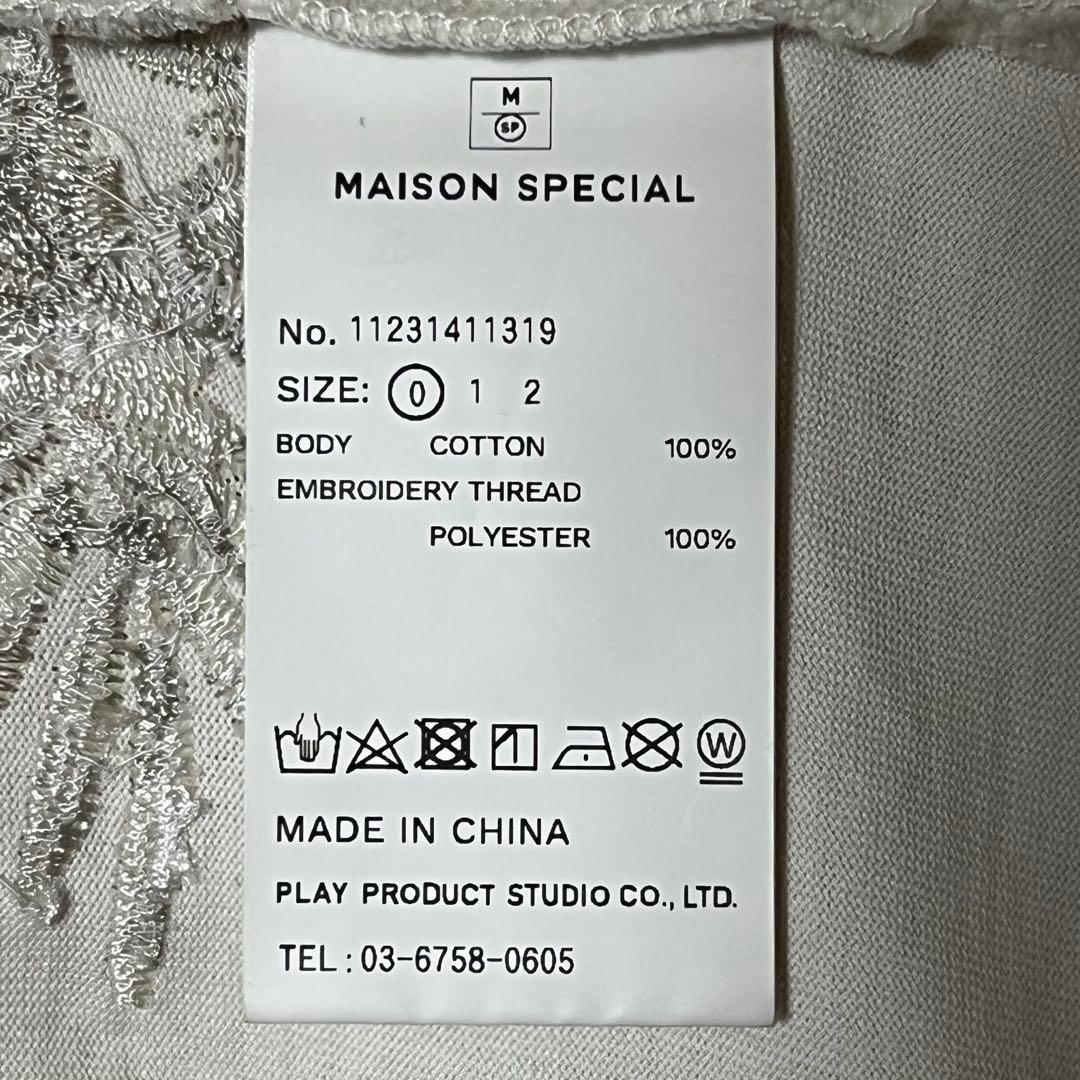 M
SP
MAISON SPECIAL
No. 11231411319
SIZE: 0 1 2
BODY COTTON 100%
EMBROIDERY THREAD
POLYESTER 100%
W
MADE IN CHINA
PLAY PRODUCT STUDIO CO., LTD.
TEL : 03-6758-0605